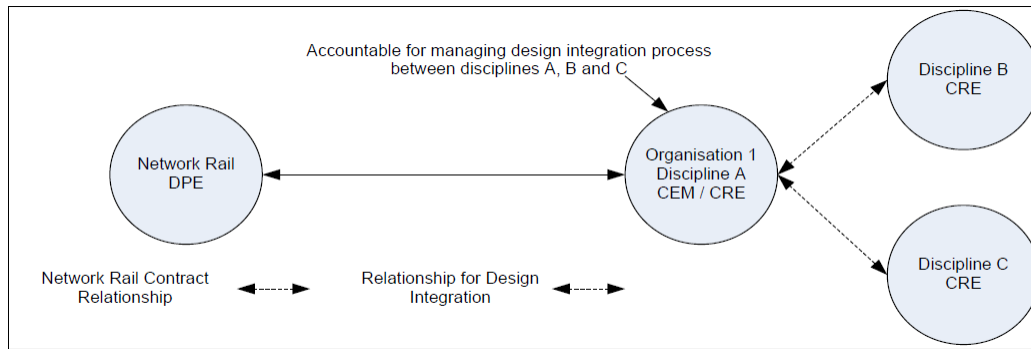 Accountable for managing design integration process
between disciplines A, B and C
Discipline B
CRE
Network Rail
DPE
Organisation 1
Discipline A
CEM / CRE
Discipline C
CRE
Network Rail Contract
Relationship
Relationship for Design
Integration